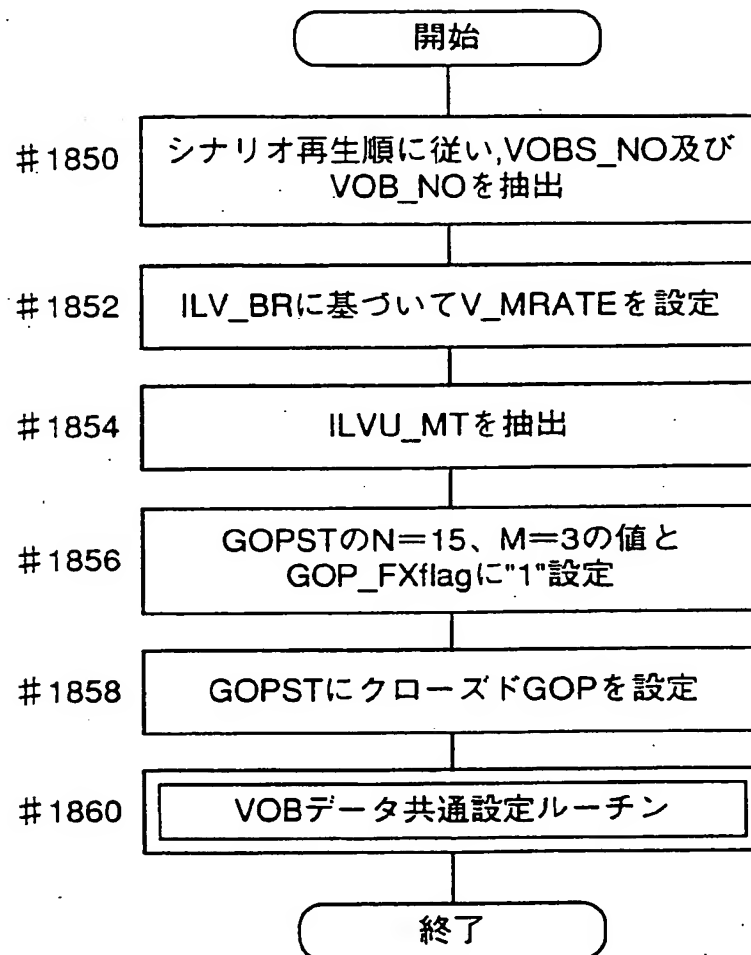 開始
#1850
シナリオ再生順に従い,VOBS_NO及び
VOB_NOを抽出
#1852
ILV_BRに基づいてV_MRATEを設定
#1854
ILVU_MTを抽出
#1856
GOPSTのN=15、M=3の値と
GOP_FXflagに"1"設定
#1858
GOPSTにクローズドGOPを設定
#1860
VOBデータ共通設定ルーチン
終了